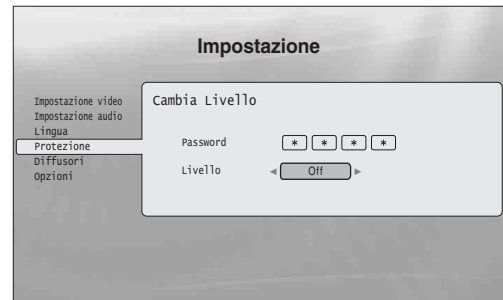 Impostazione
Impostazione video
Impostazione audio
Lingua
Protezione
Diffusori
Opzioni
Cambia Livello
Password * * * *
Livello Off